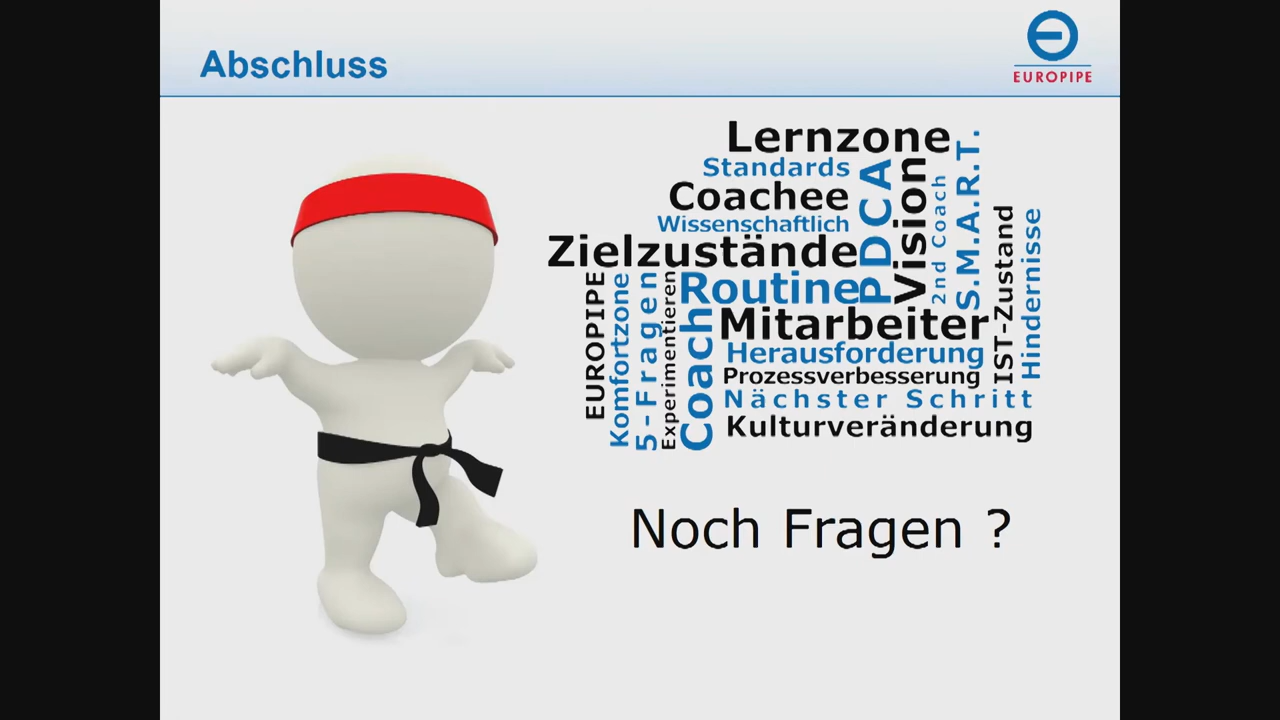 Abschluss
EUROPIPE
Lernzone
Standards
Coachee
Wissenschaftlich
Zielzustände
PDCA
Vision
2nd Coach
S.M.A.R.T.
IST-Zustand
Hindernisse
EUROPIPE
Komfortzone
5-Fragen
Experimentieren
Coach
Routine
Mitarbeiter
Herausforderung
Prozessverbesserung
Nächster Schritt
Kulturveränderung
Noch Fragen ?